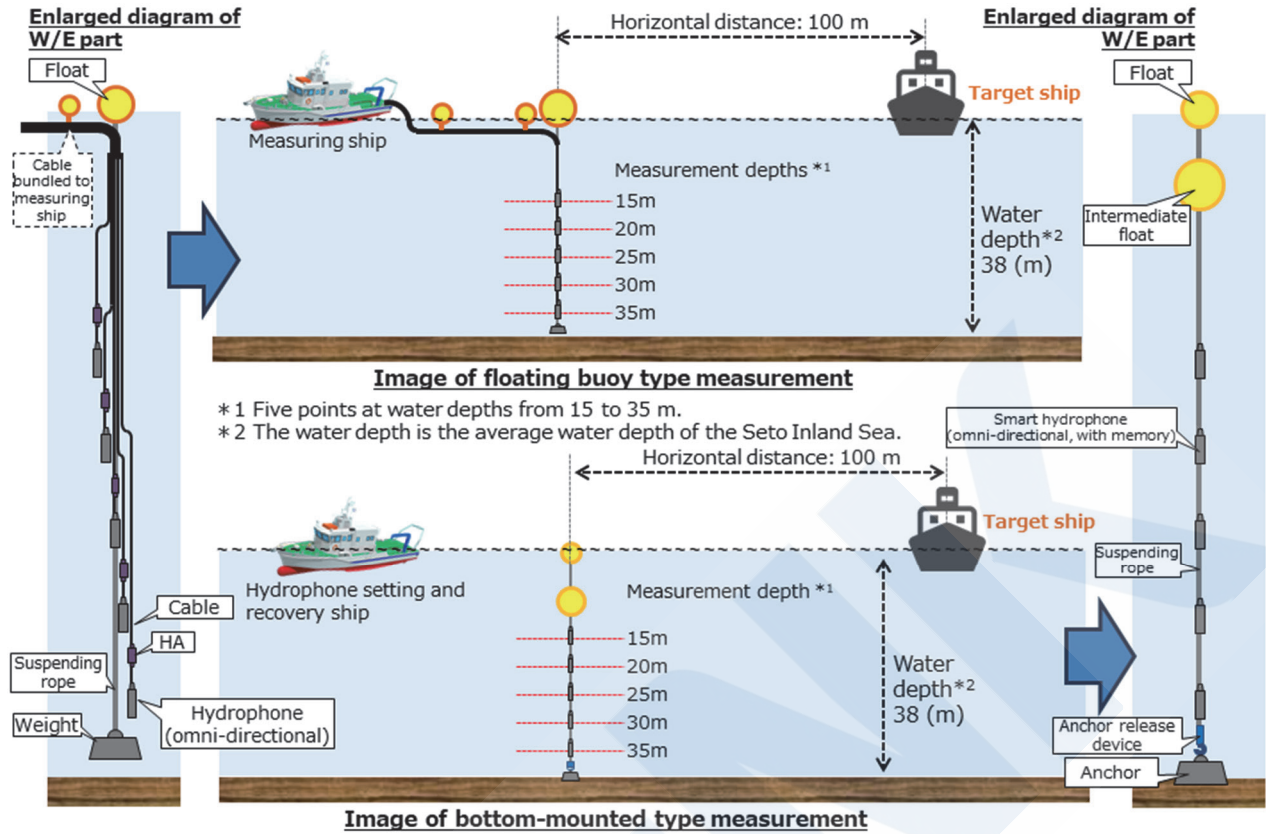 Enlarged diagram of
W/E part
Float
Cable
bundled to
measuring
ship
Suspending
rope
Weight
Cable
HA
Hydrophone
(omni-directional)
Horizontal distance: 100 m
Target ship
Measuring ship
Measurement depths *1
15m
20m
25m
30m
35m
Water
depth*2
38 (m)
Image of floating buoy type measurement
*1 Five points at water depths from 15 to 35 m.
*2 The water depth is the average water depth of the Seto Inland Sea.
Horizontal distance: 100 m
Target ship
Hydrophone setting and
recovery ship
Measurement depth *1
15m
20m
25m
30m
35m
Water
depth*2
38 (m)
Image of bottom-mounted type measurement
Enlarged diagram of
W/E part
Float
Intermediate
float
Smart hydrophone
(omni-directional, with memory)
Suspending
rope
Anchor release
device
Anchor